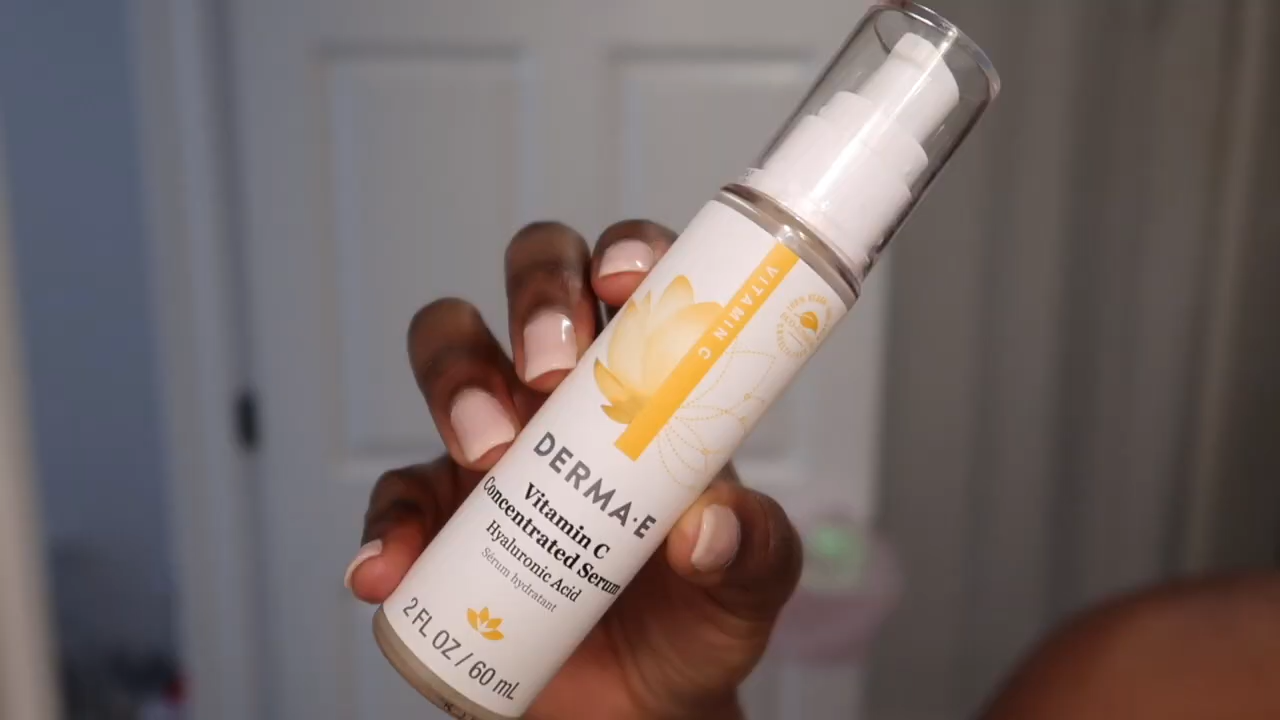 VITAMIN C
DERMA·E
Vitamin C
Concentrated Serum
Hyaluronic Acid
Sérum hydratant
2 FL OZ / 60 mL